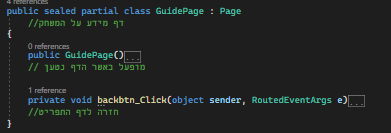 4 references
public sealed partial class GuidePage : Page
//דף מידע על המשחק
{
0 references
public GuidePage()...
// מופעל כאשר הדף נטען
1 reference
private void backbtn_Click(object sender, RoutedEventArgs e)...
//חזרה לדף התפריט
}